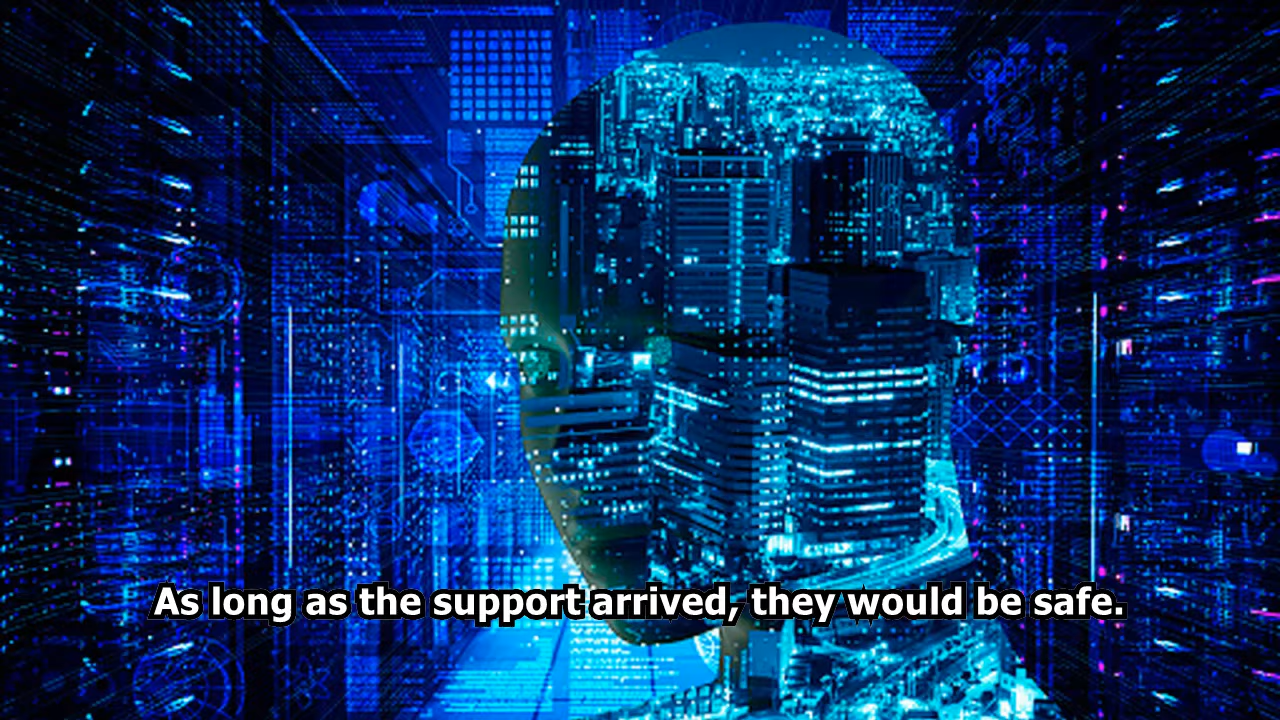 As long as the support arrived, they would be safe.